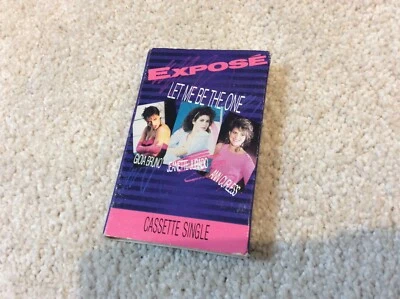 EXPOSÉ
LET ME BE THE ONE
GIOIA BRUNO
JEANETTE JURADO
ANN CURLESS
CASSETTE SINGLE